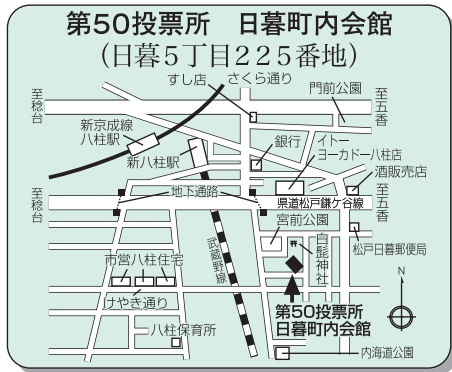 第50投票所　日暮町内会館
（日暮５丁目２２５番地）
すし店
さくら通り
門前公園
至稔台
至五香
新京成線
八柱駅
銀行
イトー
ヨーカドー八柱店
新八柱駅
酒販売店
地下通路
県道松戸鎌ケ谷線
至稔台
至五香
宮前公園
白髭神社
武蔵野線
松戸日暮郵便局
市営八柱住宅
けやき通り
N
第50投票所
日暮町内会館
八柱保育所
内海道公園